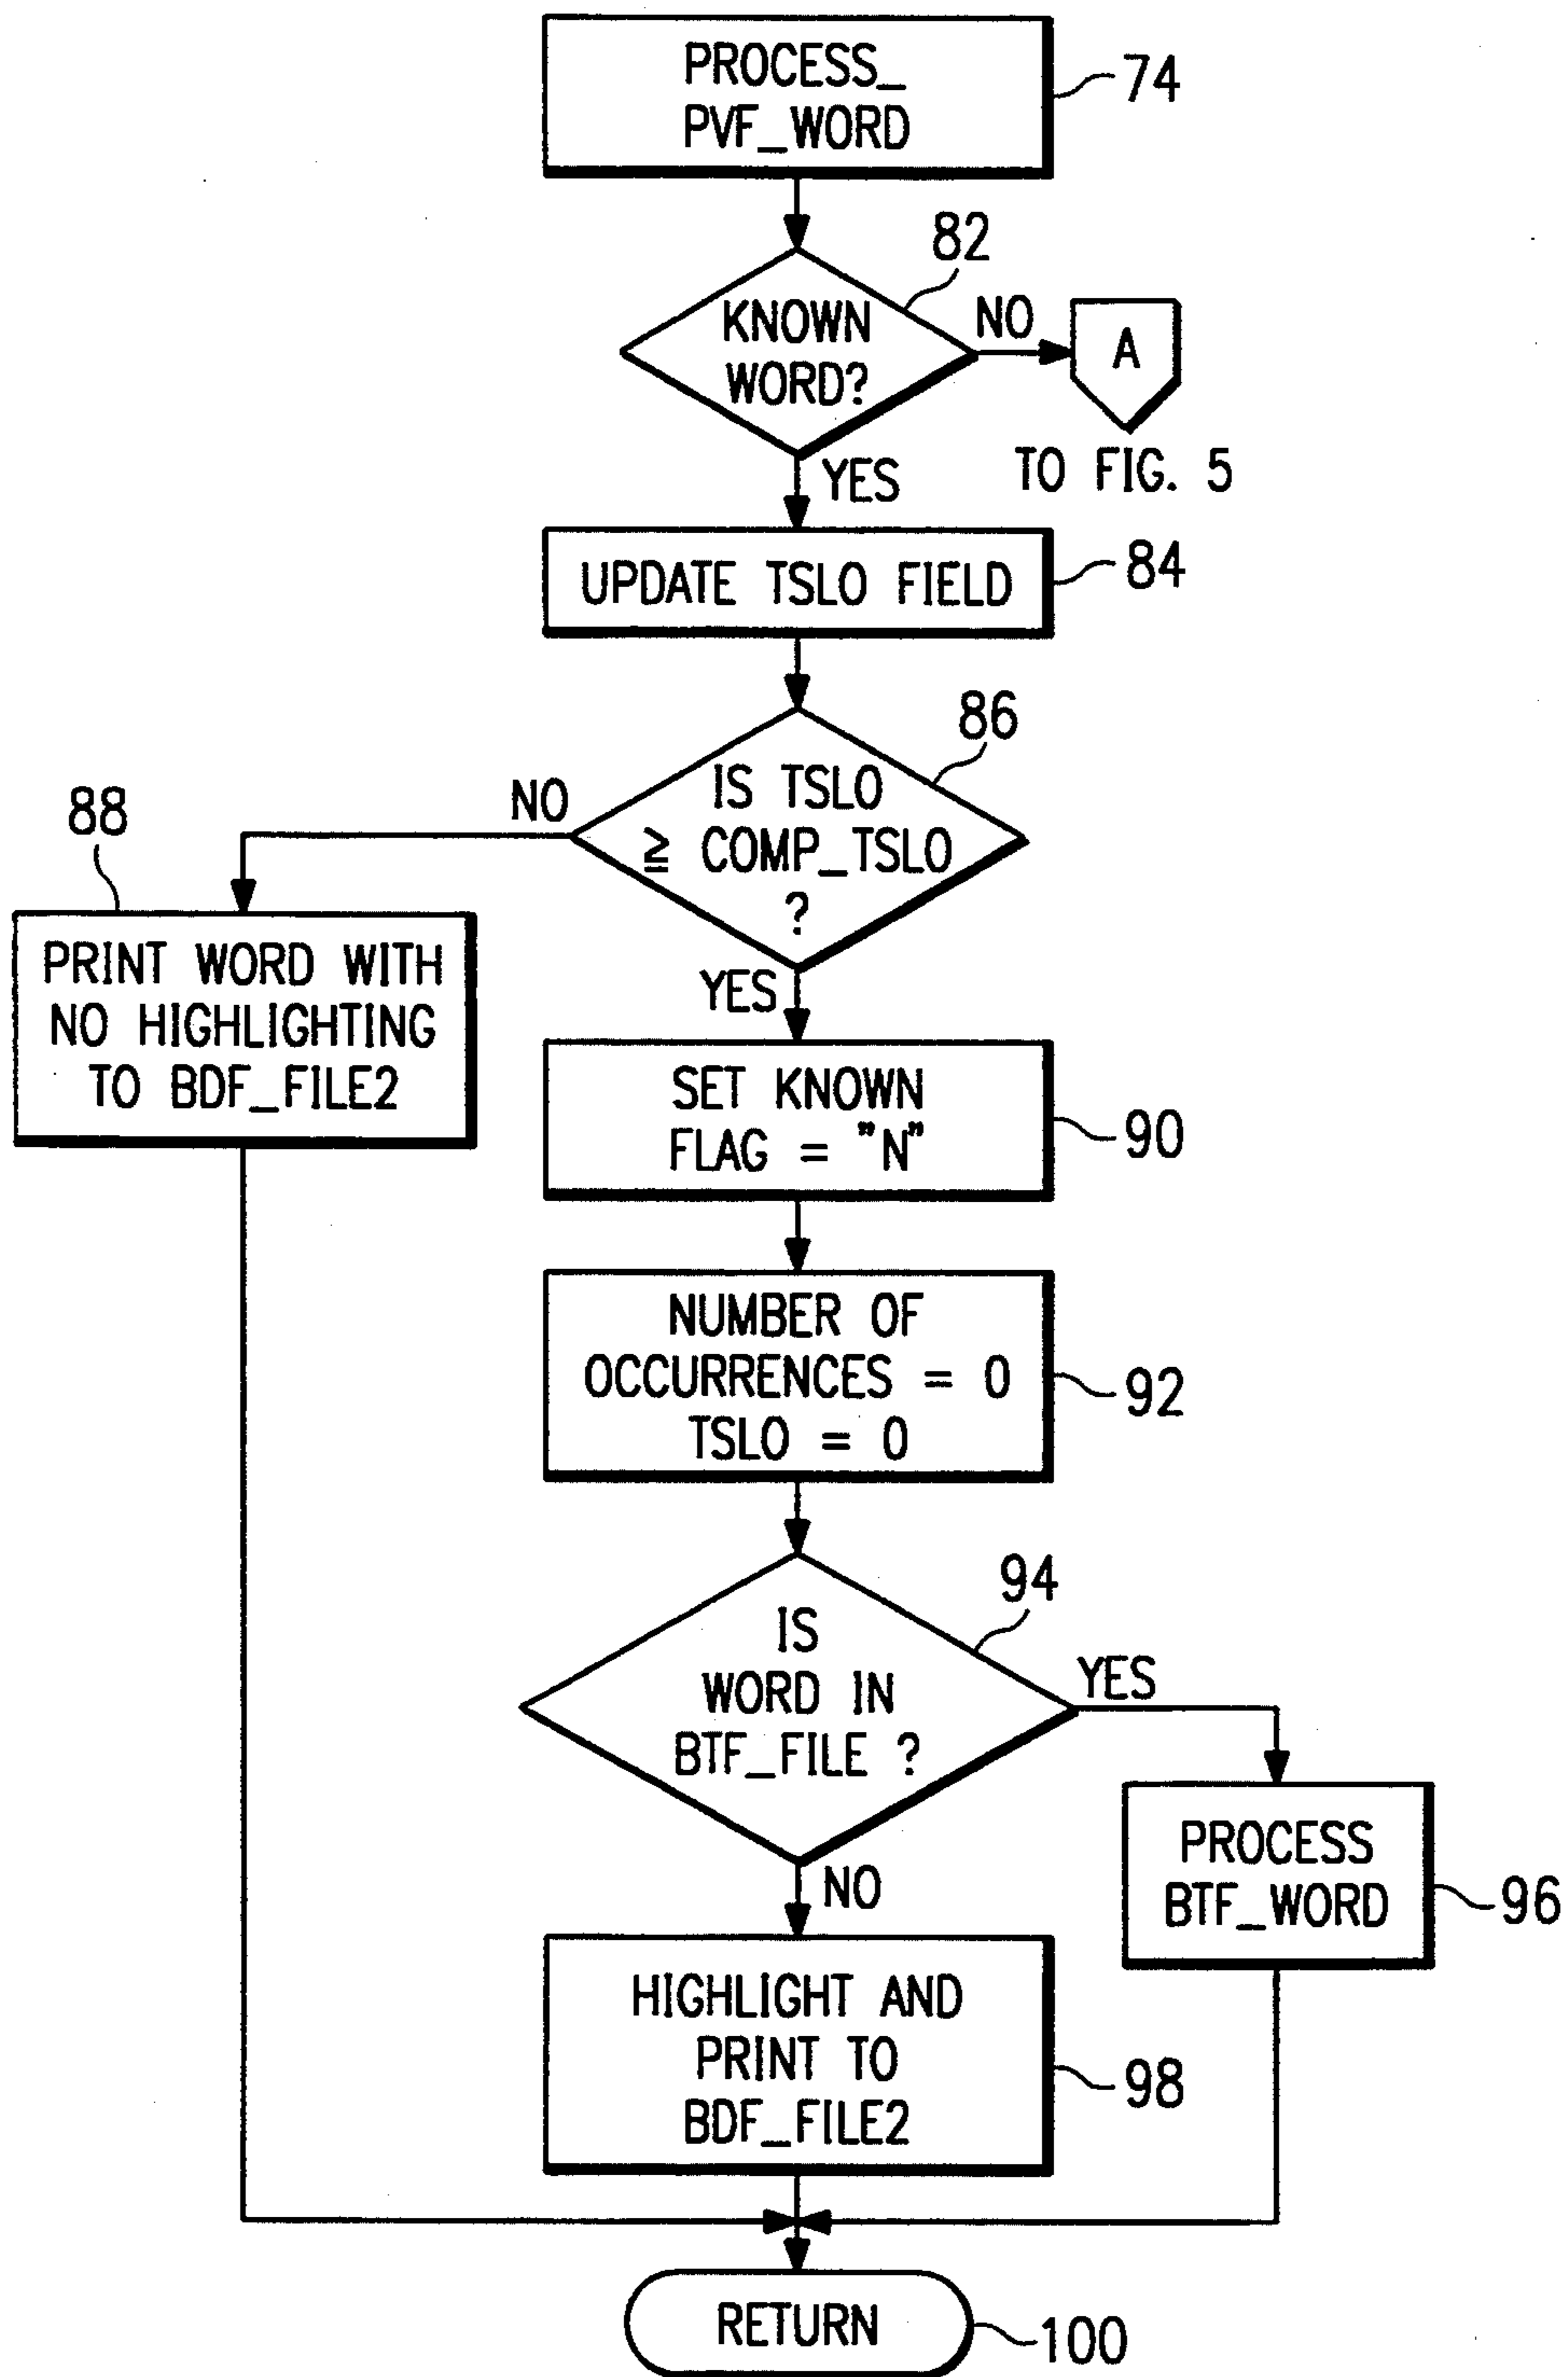 PROCESS_
PVF_WORD
74
82
KNOWN
WORD?
NO
A
TO FIG. 5
YES
UPDATE TSLO FIELD
84
86
IS TSLO
≧ COMP_TSLO
?
NO
88
PRINT WORD WITH
NO HIGHLIGHTING
TO BDF_FILE2
YES
SET KNOWN
FLAG = "N"
90
NUMBER OF
OCCURRENCES = 0
TSLO = 0
92
94
IS
WORD IN
BTF_FILE ?
YES
PROCESS
BTF_WORD
96
NO
HIGHLIGHT AND
PRINT TO
BDF_FILE2
98
RETURN
100